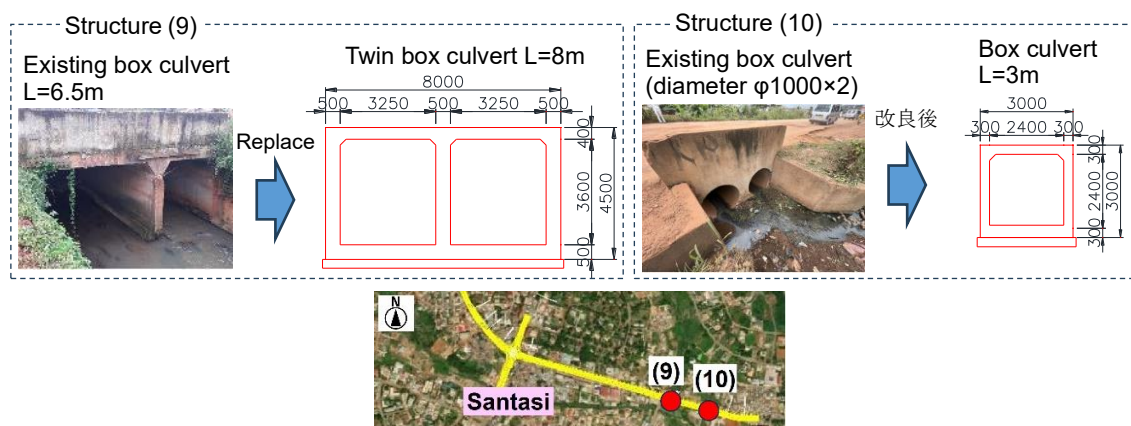 Structure (9)
Existing box culvert
L=6.5m
Replace
Twin box culvert L=8m
8000
500 3250 500 3250 500
400
3600
500
4500
Structure (10)
Existing box culvert
(diameter φ1000×2)
改良後
Box culvert
L=3m
3000
300 2400 300
300
2400
300
3000
N
(9)
(10)
Santasi